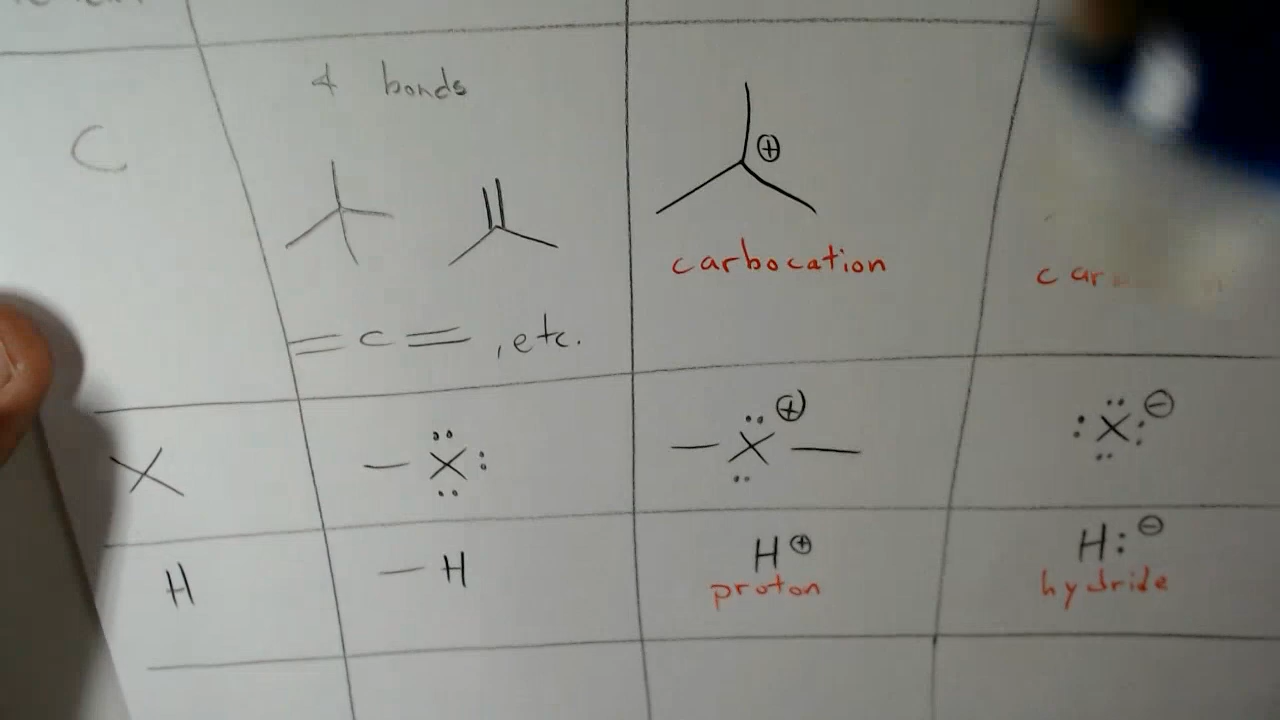 C
4 bonds
⊕
carbocation
=C=, etc.
X
—Ẍ:
—X— ⊕
:X: ⊖
H
—H
H⊕
proton
H:⊖
hydride